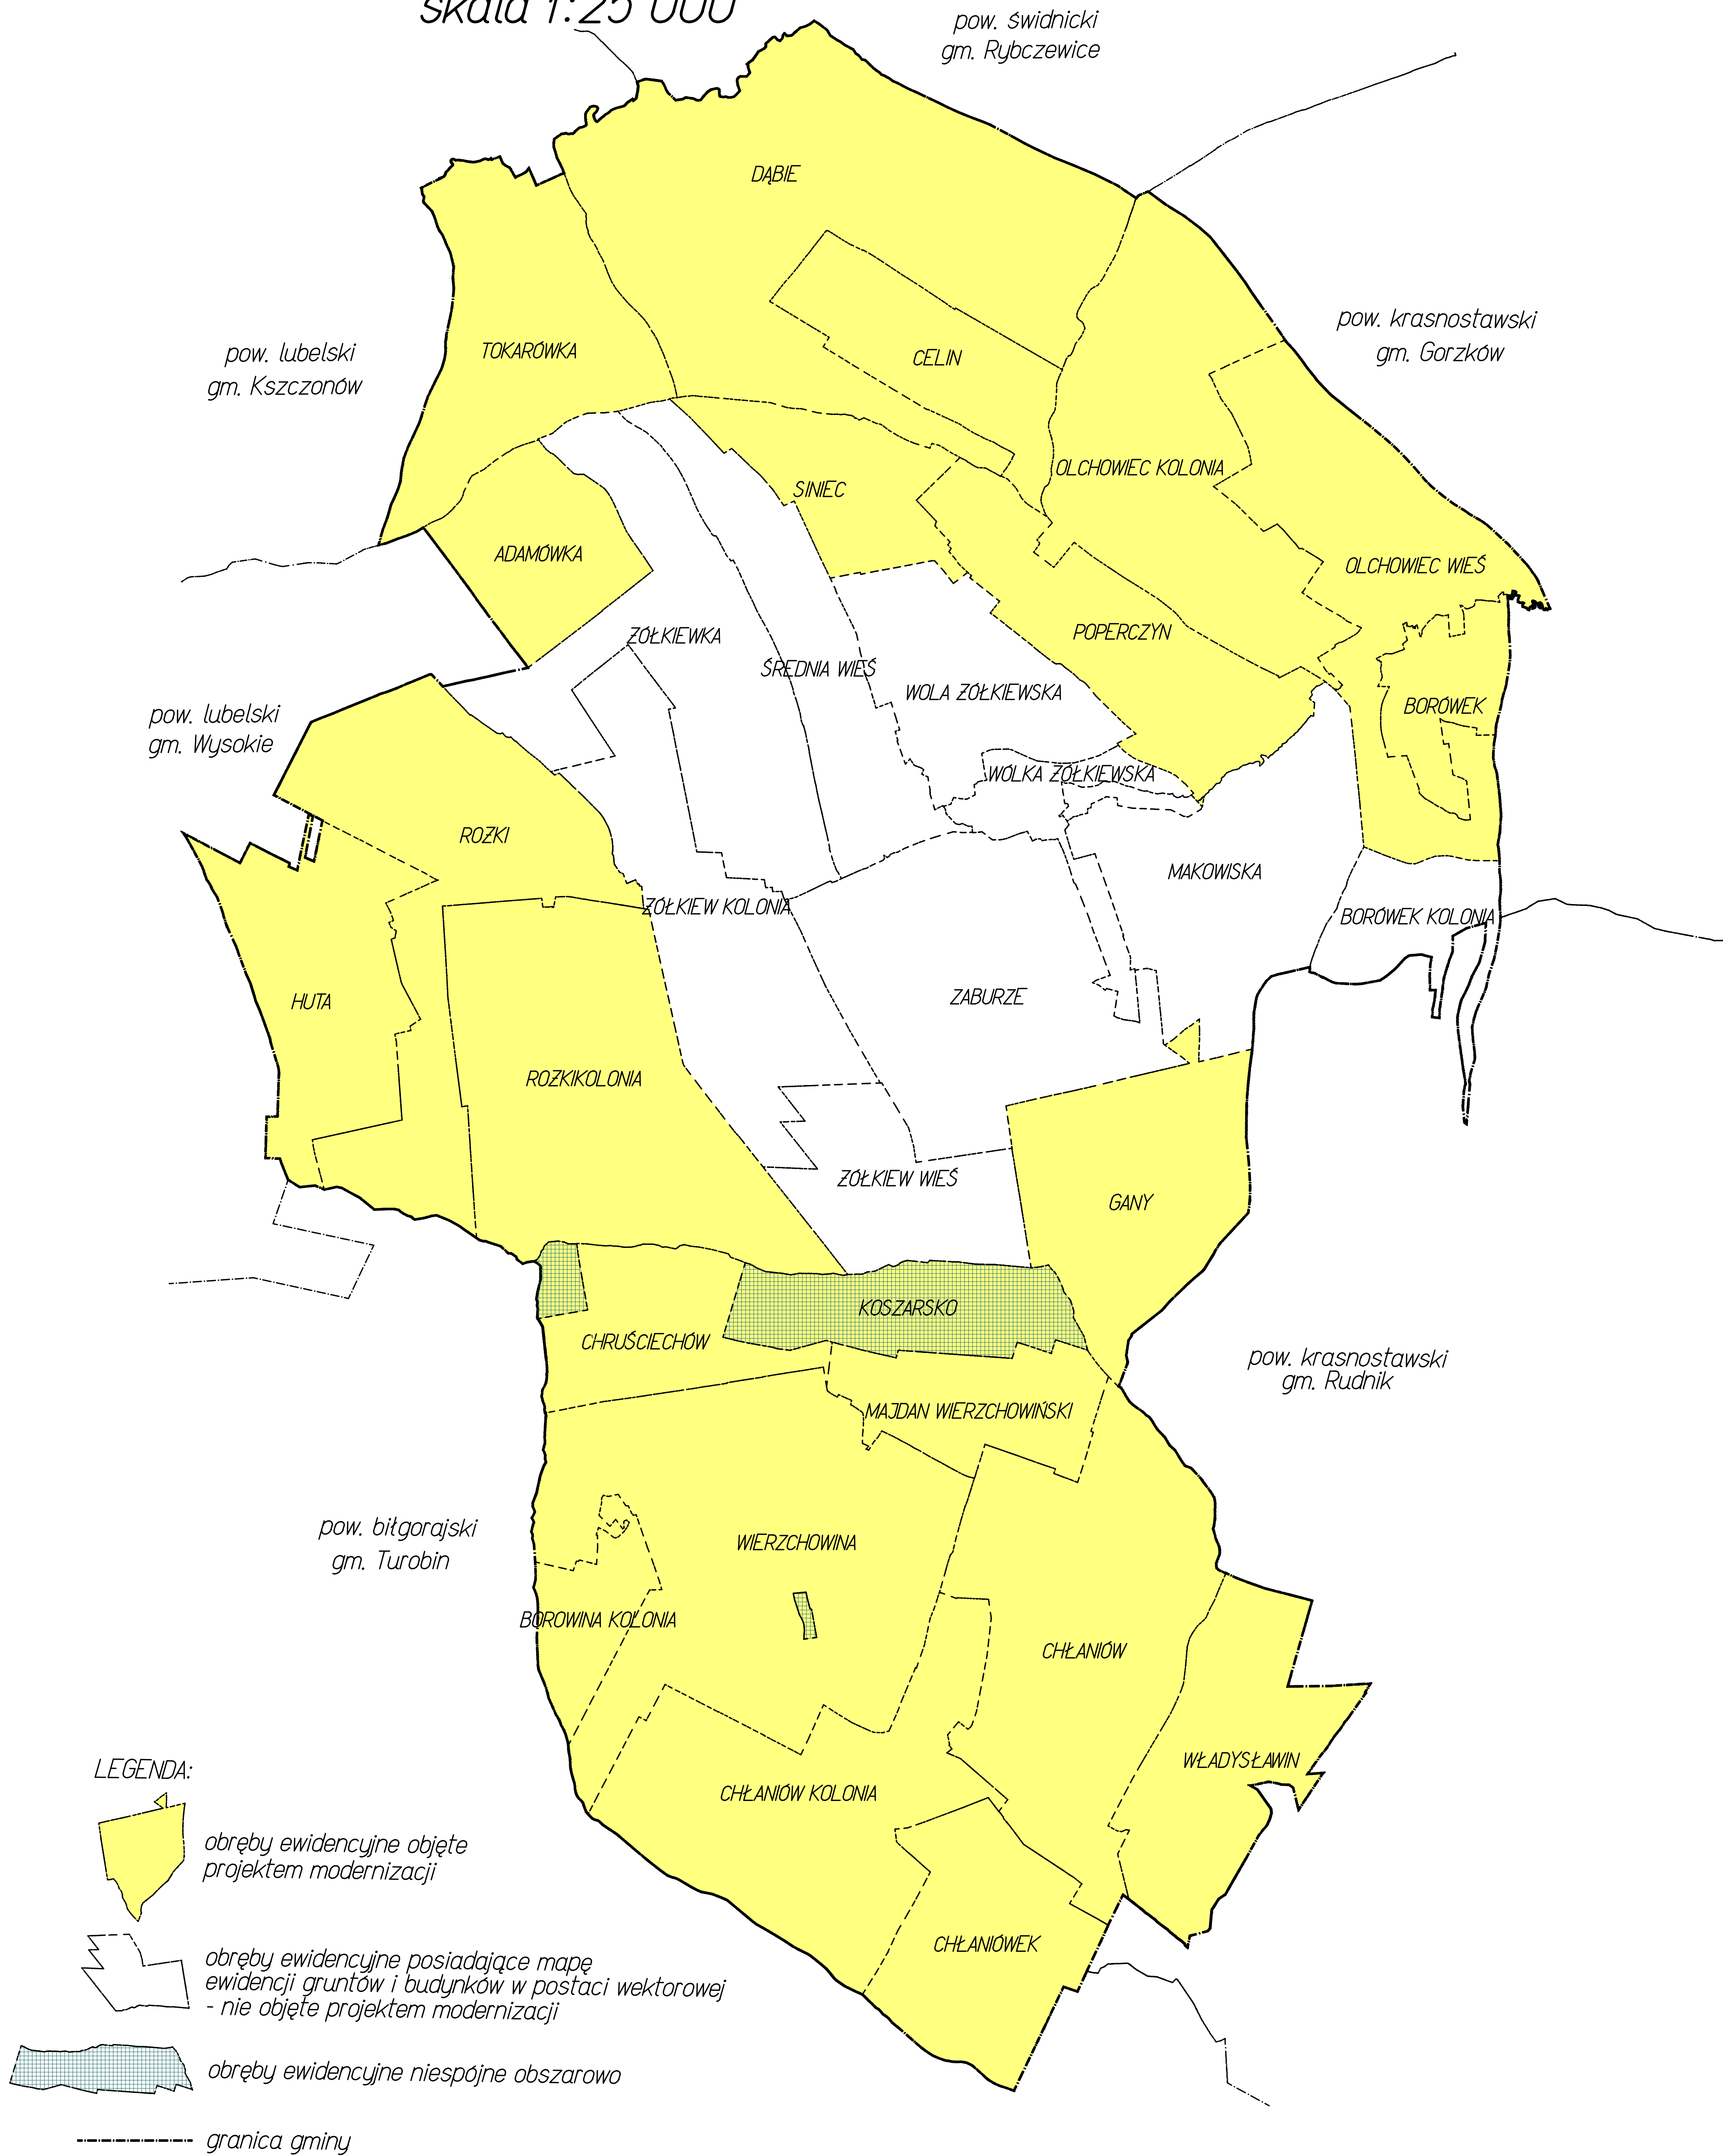 skala 1:25 000
pow. świdnicki
gm. Rybczewice
DĄBIE
pow. krasnostawski
gm. Gorzków
pow. lubelski
gm. Kszczonów
TOKARÓWKA
CELIN
OLCHOWIEC KOLONIA
SINIEC
ADAMÓWKA
OLCHOWIEC WIEŚ
ŻÓŁKIEWKA
POPERCZYN
ŚREDNIA WIEŚ
WOLA ŻÓŁKIEWSKA
BORÓWEK
pow. lubelski
gm. Wysokie
WÓLKA ŻÓŁKIEWSKA
ROŻKI
MAKOWISKA
ŻÓŁKIEW KOLONIA
BORÓWEK KOLONIA
HUTA
ZABURZE
ROŻKIKOLONIA
ŻÓŁKIEW WIEŚ
GANY
KOSZARSKO
CHRUŚCIECHÓW
pow. krasnostawski
gm. Rudnik
MAJDAN WIERZCHOWIŃSKI
pow. biłgorajski
gm. Turobin
WIERZCHOWINA
BOROWINA KOLONIA
CHŁANIÓW
WŁADYSŁAWIN
CHŁANIÓW KOLONIA
CHŁANIÓWEK
LEGENDA:
obręby ewidencyjne objęte
projektem modernizacji
obręby ewidencyjne posiadające mapę
ewidencji gruntów i budynków w postaci wektorowej
- nie objęte projektem modernizacji
obręby ewidencyjne niespójne obszarowo
granica gminy